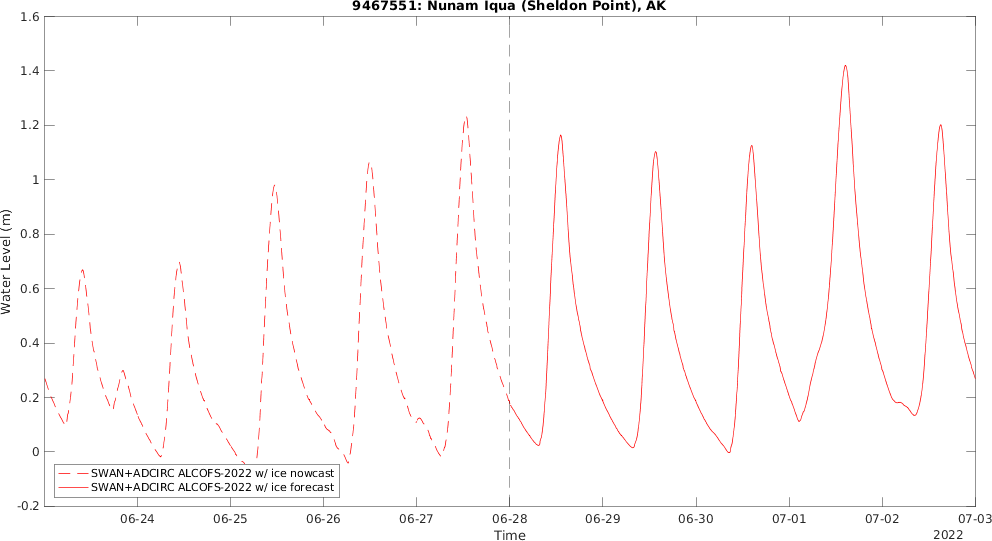 9467551: Nunam Iqua (Sheldon Point), AK
1.6
1.4
1.2
1
0.8
0.6
0.4
0.2
0
-0.2
Water Level (m)
SWAN+ADCIRC ALCOFS-2022 w/ ice nowcast
SWAN+ADCIRC ALCOFS-2022 w/ ice forecast
06-24 06-25 06-26 06-27 06-28 06-29 06-30 07-01 07-02 07-03
Time
2022